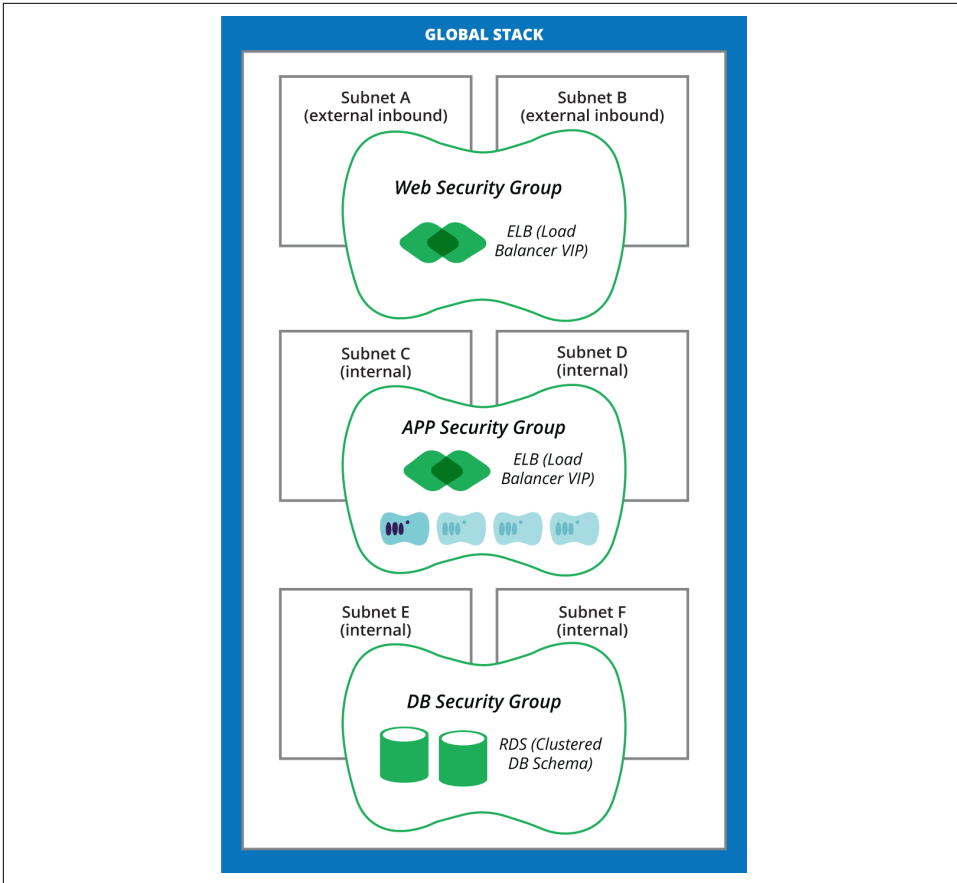 GLOBAL STACK
Subnet A
(external inbound)
Subnet B
(external inbound)
Web Security Group
ELB (Load
Balancer VIP)
Subnet C
(internal)
Subnet D
(internal)
APP Security Group
ELB (Load
Balancer VIP)
Subnet E
(internal)
Subnet F
(internal)
DB Security Group
RDS (Clustered
DB Schema)